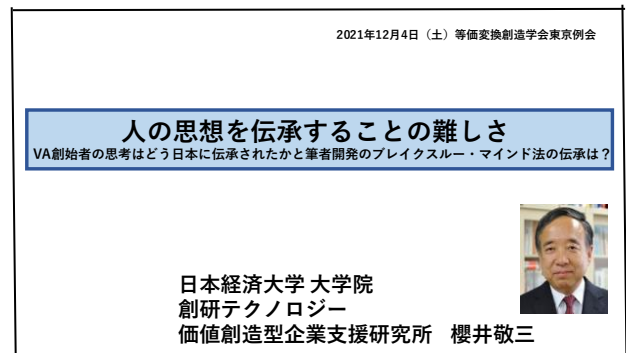 2021年12月4日（土）等価変換創造学会東京例会
人の思想を伝承することの難しさ
VA創始者の思考はどう日本に伝承されたかと筆者開発のブレイクスルー・マインド法の伝承は？
日本経済大学 大学院
創研テクノロジー
価値創造型企業支援研究所 櫻井敬三